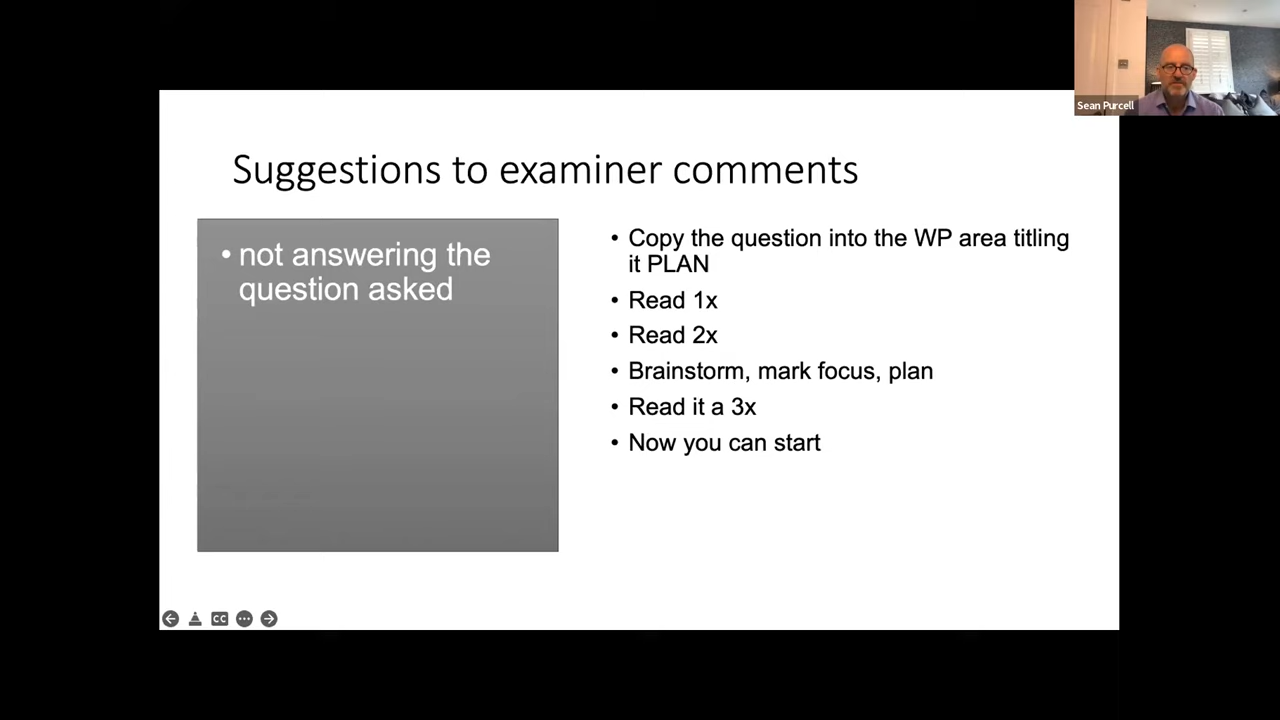 Sean Purcell
Suggestions to examiner comments
• not answering the
question asked
• Copy the question into the WP area titling
it PLAN
• Read 1x
• Read 2x
• Brainstorm, mark focus, plan
• Read it a 3x
• Now you can start
CC